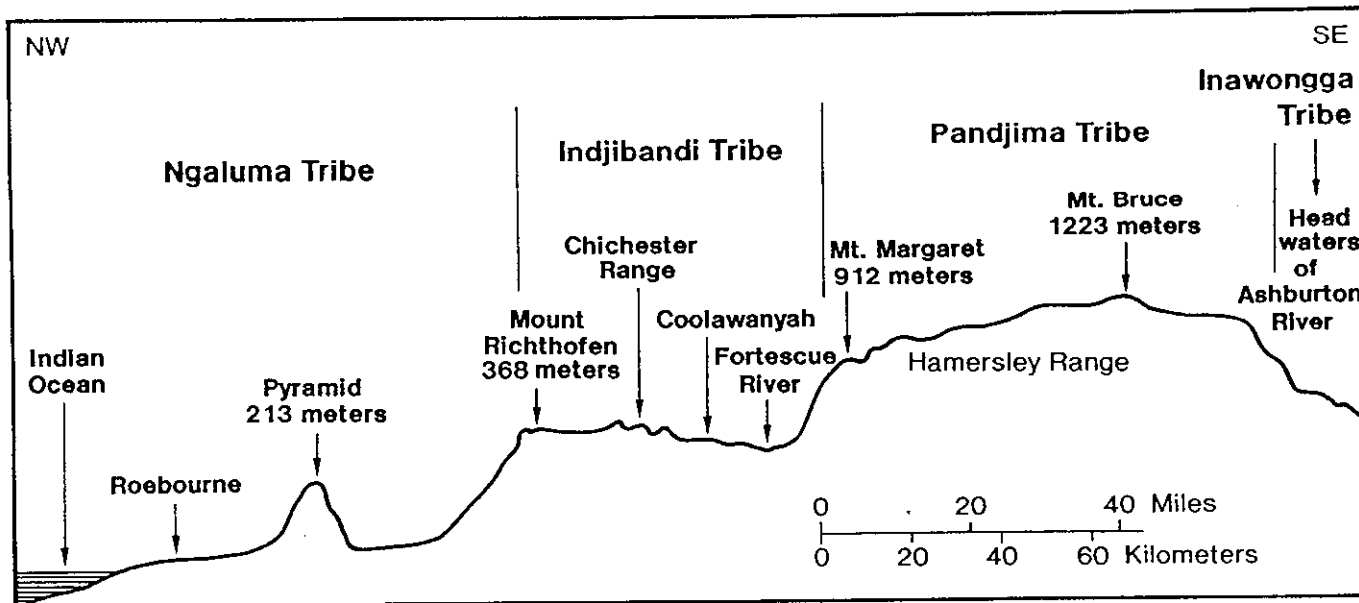 NW
SE
Inawongga
Tribe
Pandjima Tribe
Indjibandi Tribe
Ngaluma Tribe
Mt. Bruce
1223 meters
Head
waters
of
Ashburton
River
Chichester
Range
Mt. Margaret
912 meters
Mount
Richthofen
368 meters
Coolawanyah
Fortescue
River
Indian
Ocean
Pyramid
213 meters
Hamersley Range
Roebourne
0 20 40 Miles
0 20 40 60 Kilometers